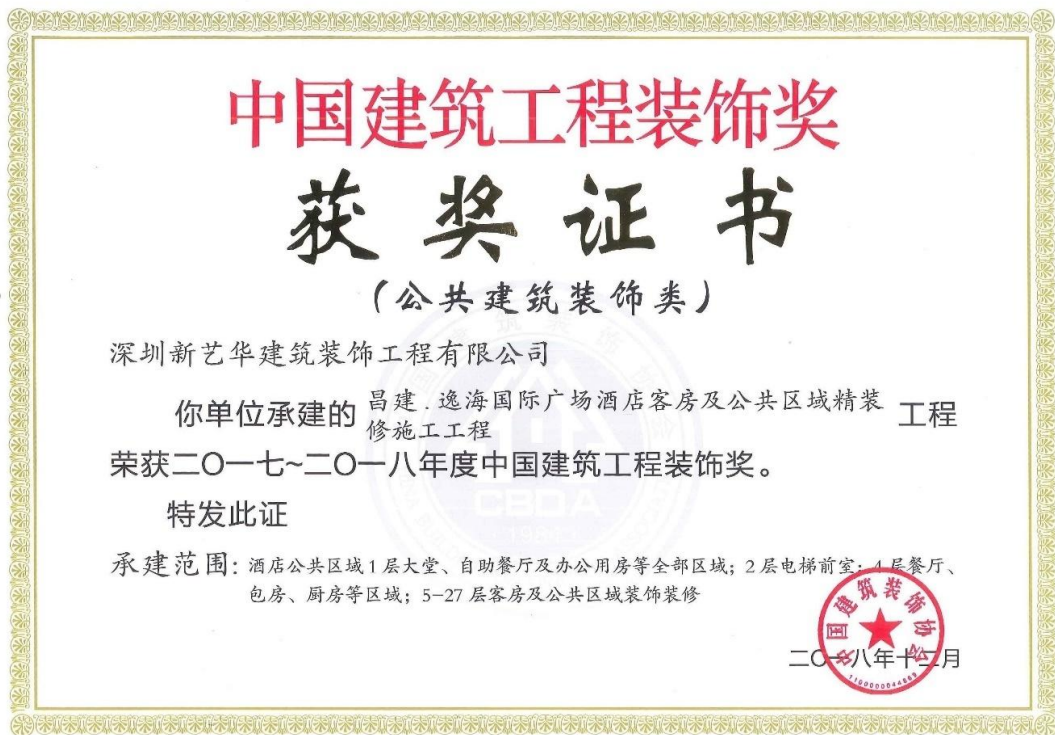 中国建筑工程装饰奖
获奖证书
(公共建筑装饰类)
深圳新艺华建筑装饰工程有限公司
你单位承建的 昌建.逸海国际广场酒店客房及公共区域精装
修施工工程 工程
荣获二〇一七~二〇一八年度中国建筑工程装饰奖。
特发此证
承建范围: 酒店公共区域1层大堂、自助餐厅及办公用房等全部区域; 2层电梯前室; 4层餐厅、
包房、厨房等区域; 5-27层客房及公共区域装饰装修
中国建筑装饰协会
二〇一八年十二月
CBDA